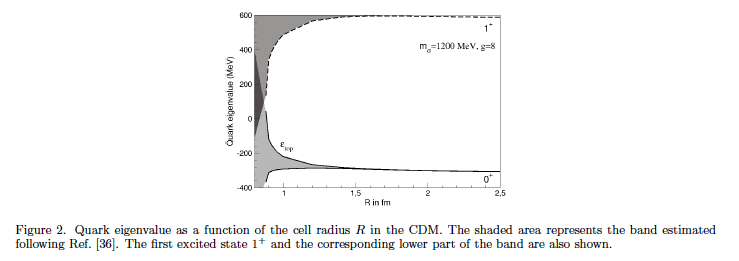 600
400
200
0
-200
-400
Quark eigenvalue (MeV)
1⁺
m_σ=1200 MeV, g=8
ε_top
0⁺
1
1,5
2
2,5
R in fm
Figure 2. Quark eigenvalue as a function of the cell radius R in the CDM. The shaded area represents the band estimated
following Ref. [36]. The first excited state 1⁺ and the corresponding lower part of the band are also shown.